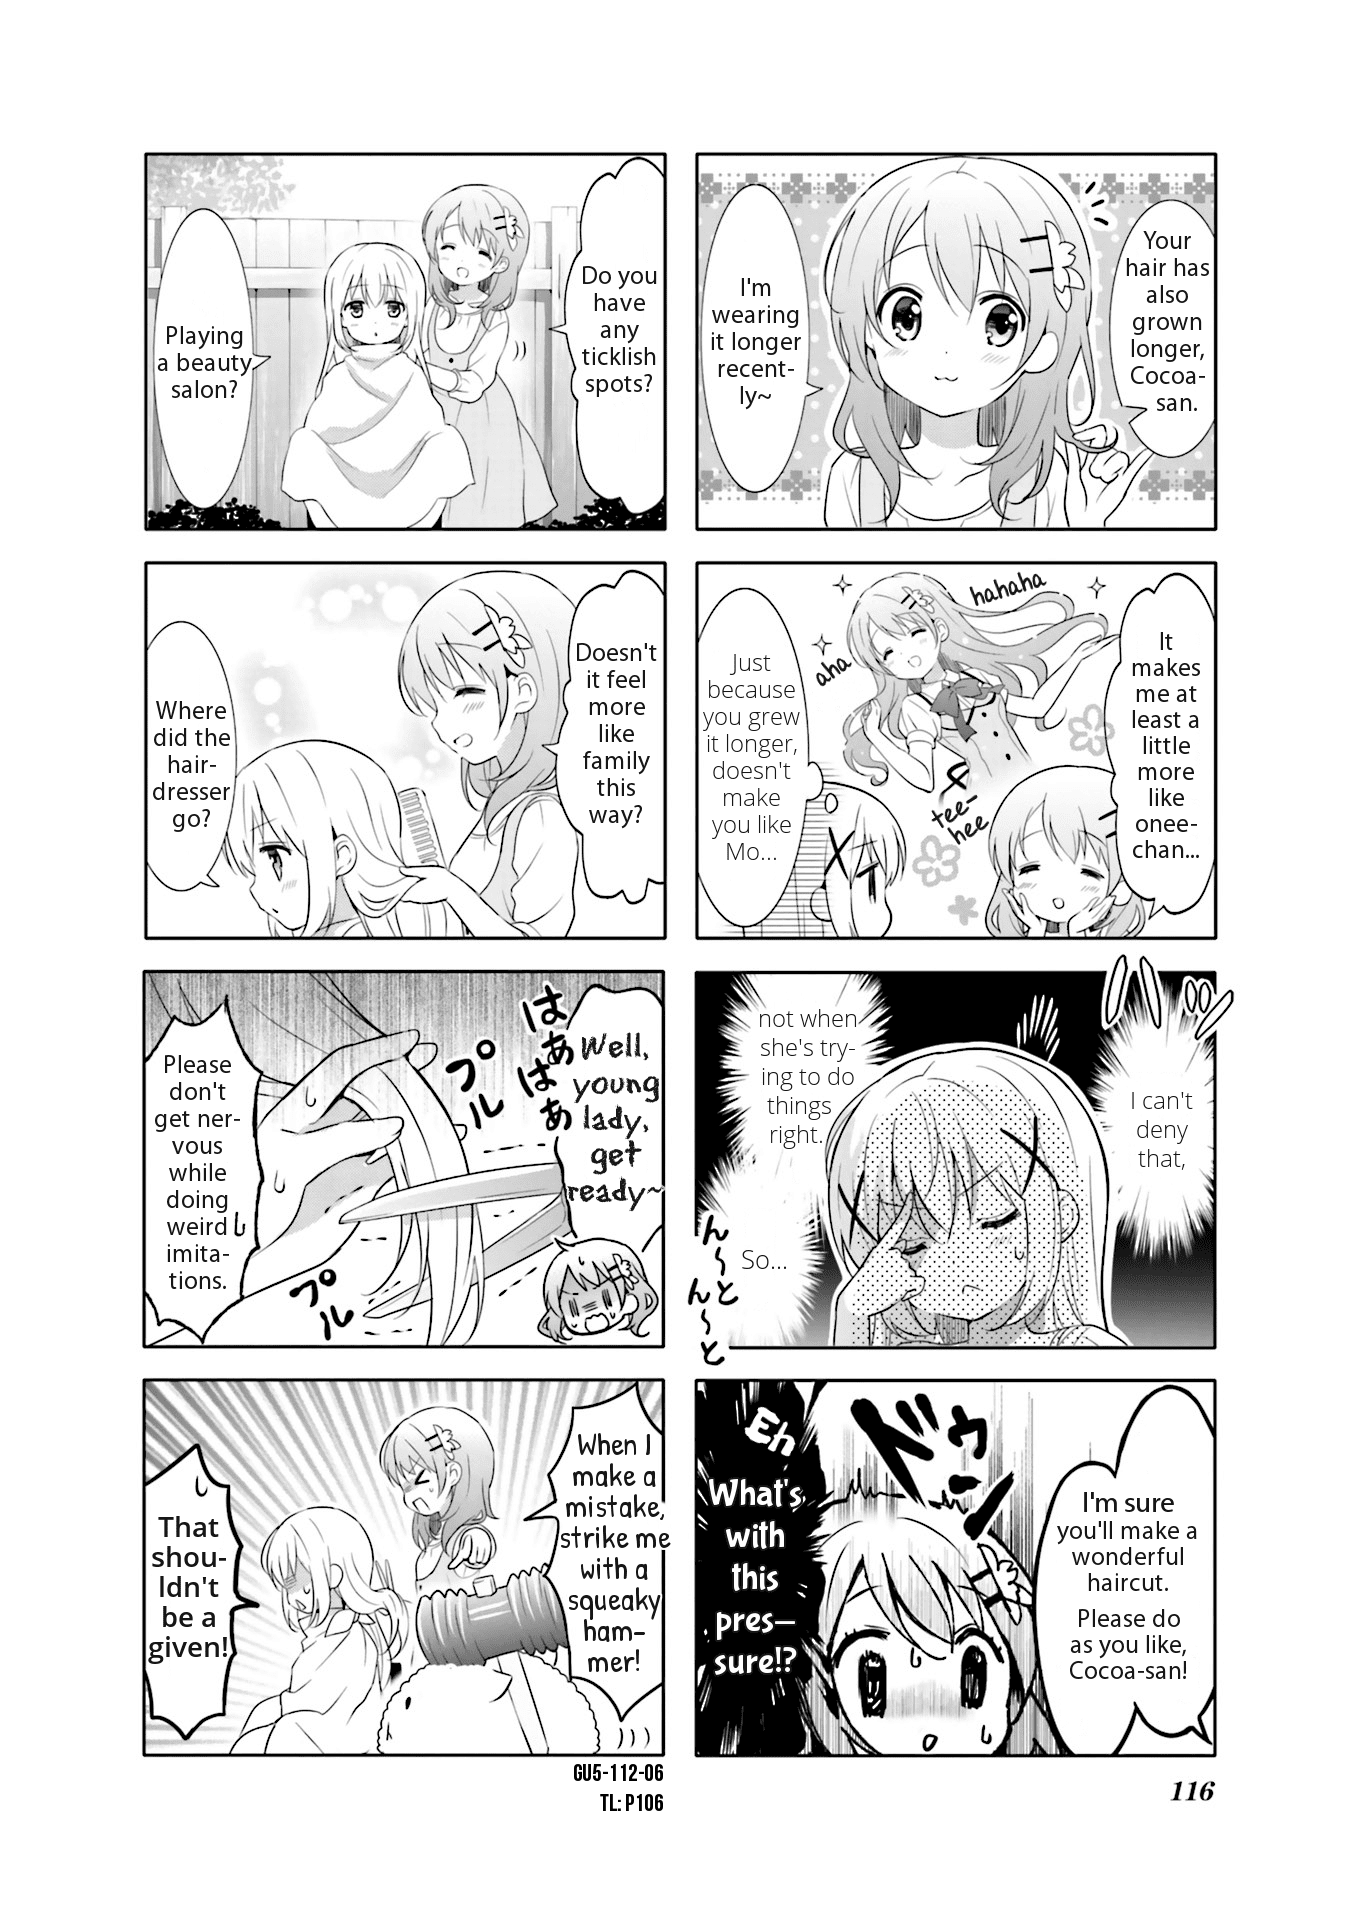 Your
hair has
also
grown
longer,
Cocoa-
san.
I'm
wearing
it longer
recent-
ly~
It
makes
me at
least a
little
more
like
onee-
chan...
hahaha
aha
tee-
hee
Just
because
you grew
it longer,
doesn't
make
you like
Mo...
バッ
I can't
deny
that,
not when
she's try-
ing to do
things
right.
So...
ん〜と
ん〜と
I'm sure
you'll make a
wonderful
haircut.
Please do
as you like,
Cocoa-san!
ドゥン
Eh
What's
with
this
pres—
sure!?
Do you
have
any
ticklish
spots?
Playing
a beauty
salon?
Doesn't
it feel
more
like
family
this
way?
Where
did the
hair-
dresser
go?
Well,
young
lady,
get
ready~
はぁ
はぁ
プル
プル
Please
don't
get ner-
vous
while
doing
weird
imita-
tions.
When I
make a
mistake,
strike me
with a
squeaky
ham-
mer!
That
shou-
ldn't
be a
given!
GU5-112-06
TL: P106
116